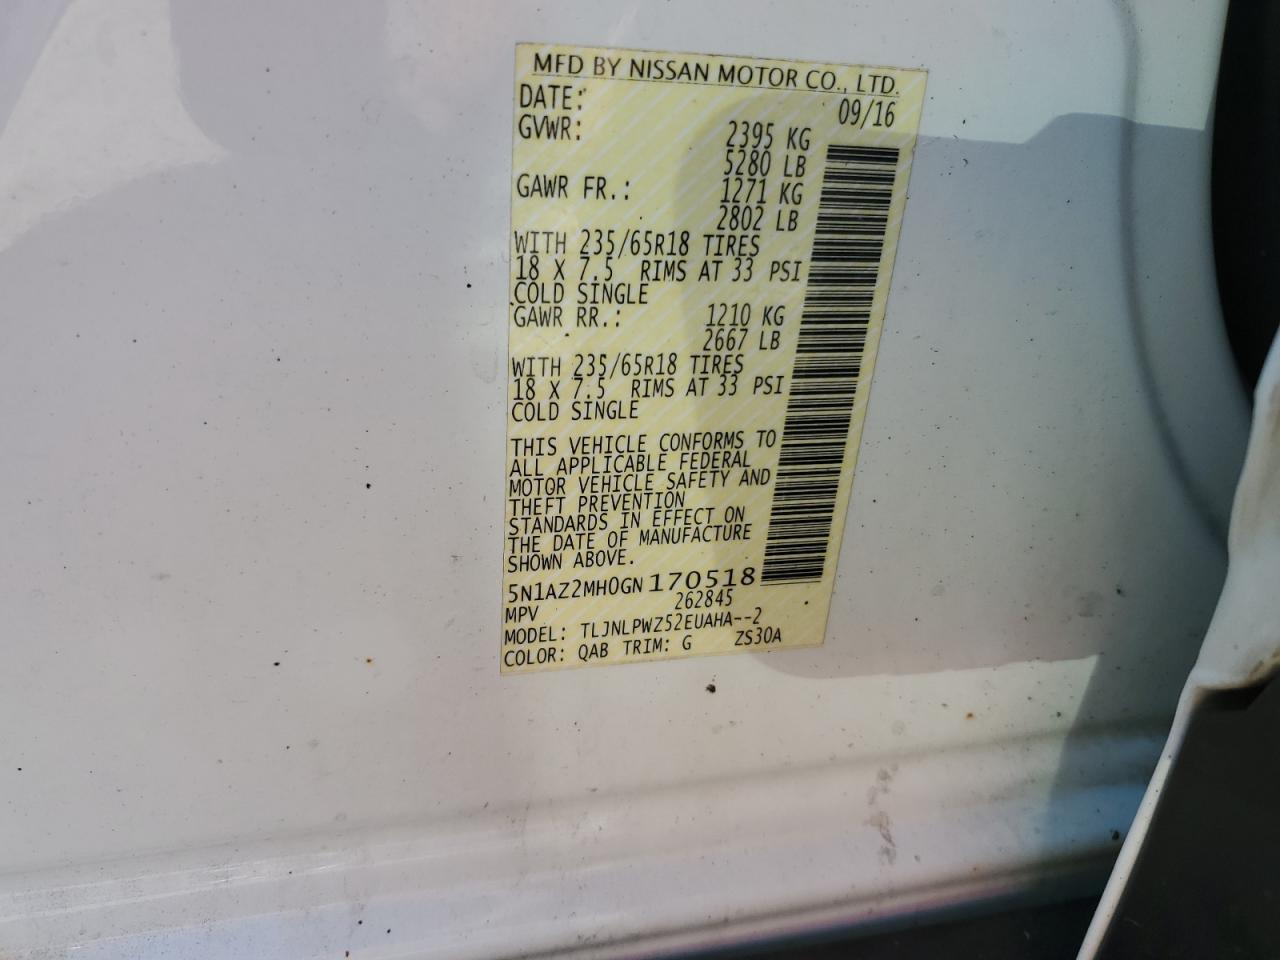 MFD BY NISSAN MOTOR CO., LTD.
DATE: 09/16
GVWR: 2395 KG
5280 LB
GAWR FR.: 1271 KG
2802 LB
WITH 235/65R18 TIRES
18 X 7.5 RIMS AT 33 PSI
COLD SINGLE
GAWR RR.: 1210 KG
2667 LB
WITH 235/65R18 TIRES
18 X 7.5 RIMS AT 33 PSI
COLD SINGLE
THIS VEHICLE CONFORMS TO
ALL APPLICABLE FEDERAL
MOTOR VEHICLE SAFETY AND
THEFT PREVENTION
STANDARDS IN EFFECT ON
THE DATE OF MANUFACTURE
SHOWN ABOVE.
5N1AZ2MH0GN170518
MPV 262845
MODEL: TLJNLPWZ52EUAHA--2
COLOR: QAB TRIM: G ZS30A